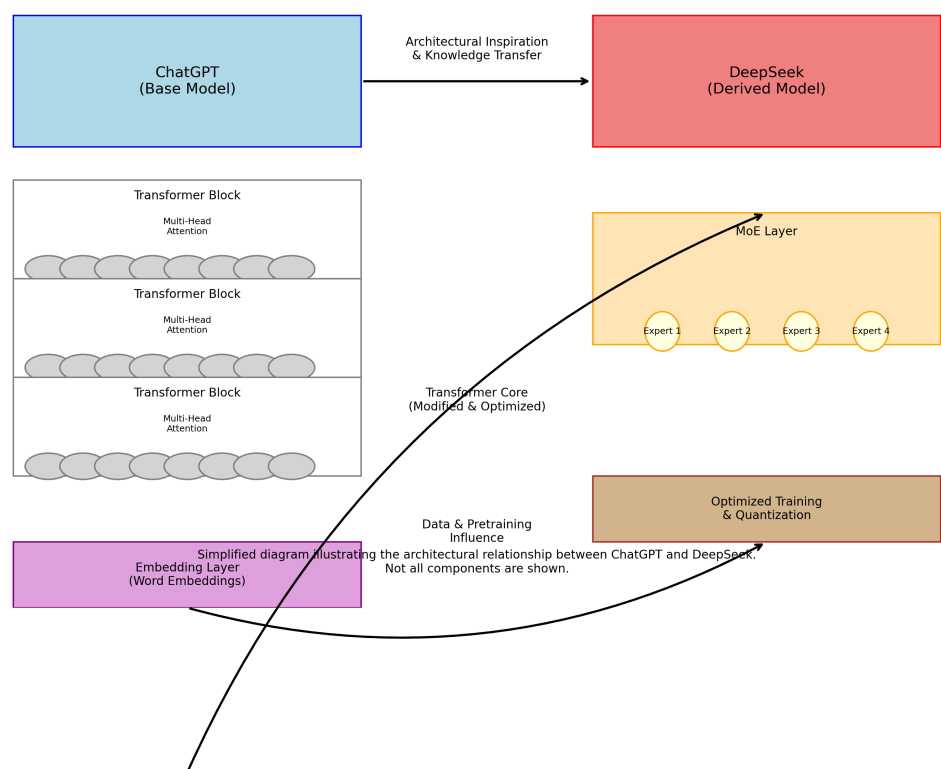 ChatGPT
(Base Model)
Architectural Inspiration
& Knowledge Transfer
DeepSeek
(Derived Model)
Transformer Block
Multi-Head
Attention
Transformer Block
Multi-Head
Attention
Transformer Block
Multi-Head
Attention
MoE Layer
Expert 1
Expert 2
Expert 3
Expert 4
Transformer Core
(Modified & Optimized)
Optimized Training
& Quantization
Data & Pretraining
Influence
Simplified diagram illustrating the architectural relationship between ChatGPT and DeepSeek.
Not all components are shown.
Embedding Layer
(Word Embeddings)